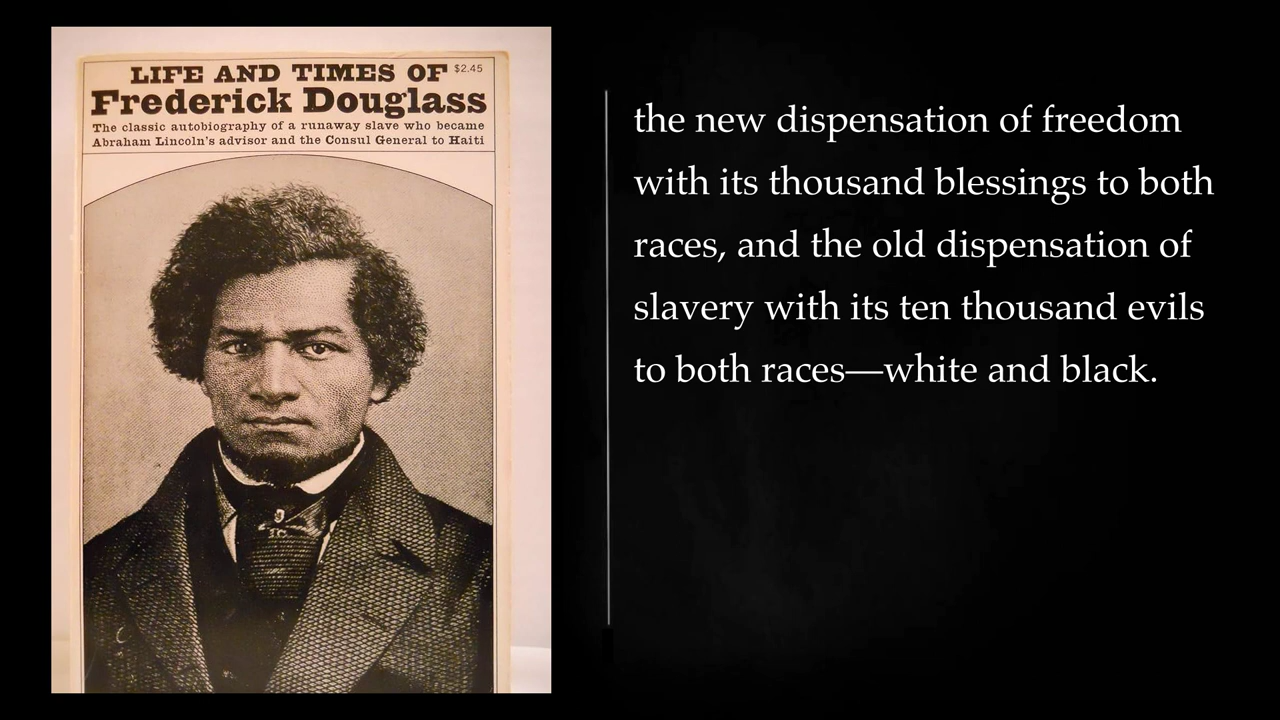 LIFE AND TIMES OF $2.45
Frederick Douglass
The classic autobiography of a runaway slave who became
Abraham Lincoln's advisor and the Consul General to Haiti
the new dispensation of freedom
with its thousand blessings to both
races, and the old dispensation of
slavery with its ten thousand evils
to both races—white and black.